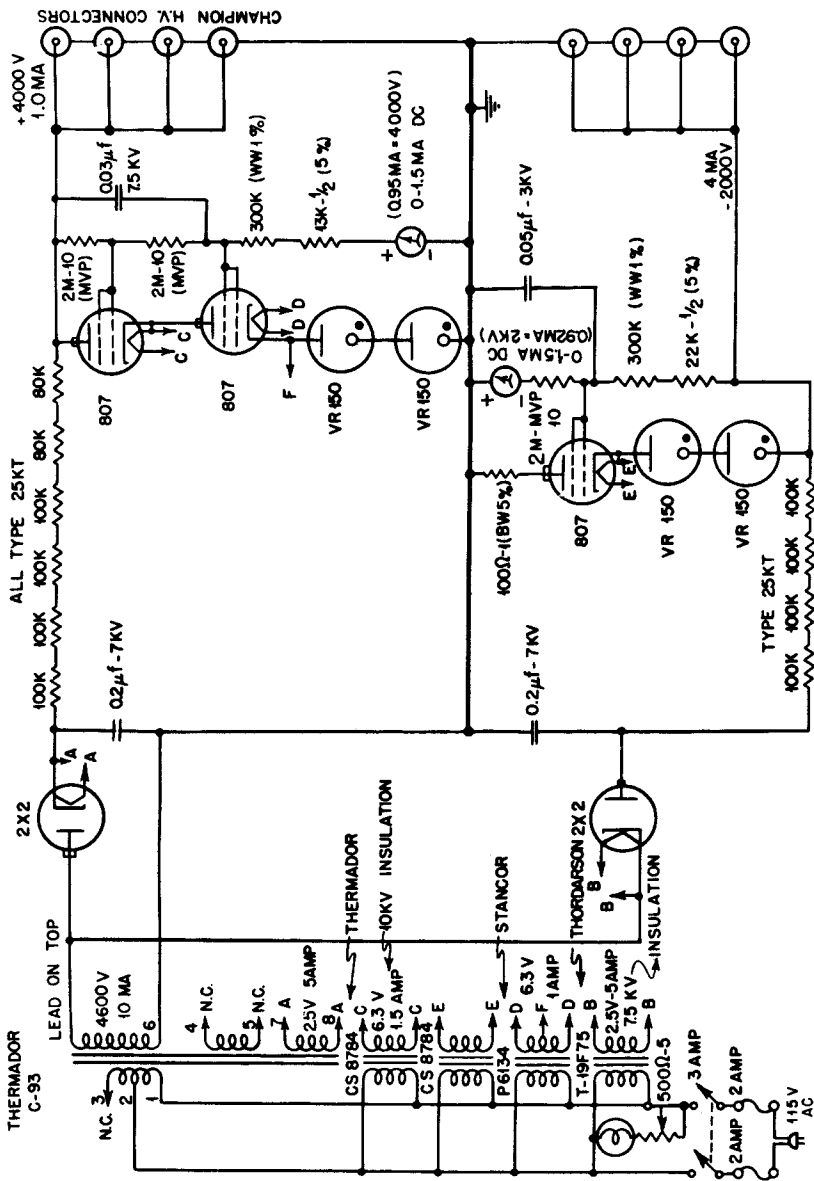 THERMADOR
C-93
LEAD ON TOP
N.C. 3
2
1
4600V
10 MA
6
4
N.C.
5
N.C.
7
A
2.5V 5AMP
8
A
THERMADOR
CS 8784
C
6.3 V
1.5 AMP
C
10KV INSULATION
CS 8784
E
E
STANCOR
P6134
D
6.3 V
F
1 AMP
D
THORDARSON
T-19F75
B
2.5V-5AMP
7.5 KV
B
INSULATION
500Ω-5
3 AMP
2 AMP
2 AMP
115 V
AC
2X2
A
A
2X2
B
B
0.2µf-7KV
0.2µf-7KV
ALL TYPE 25KT
100K
100K
100K
100K
80K
80K
807
C
C
807
D
D
F
VR 150
VR 150
2M-10
(MVP)
2M-10
(MVP)
0.03µf
7.5 KV
300K (WW 1%)
13K-1/2 (5%)
+
-
(0.95MA=4000V)
0-1.5 MA DC
+4000 V
1.0 MA
CHAMPION H.V. CONNECTORS
100Ω-1(BW5%)
807
E
E
VR 150
VR 150
+
-
0-1.5 MA DC
(0.92MA=2KV)
2M-MVP
10
0.05µf-3KV
300K (WW1%)
22K-1/2 (5%)
4 MA
-2000V
TYPE 25KT
100K
100K
100K
100K